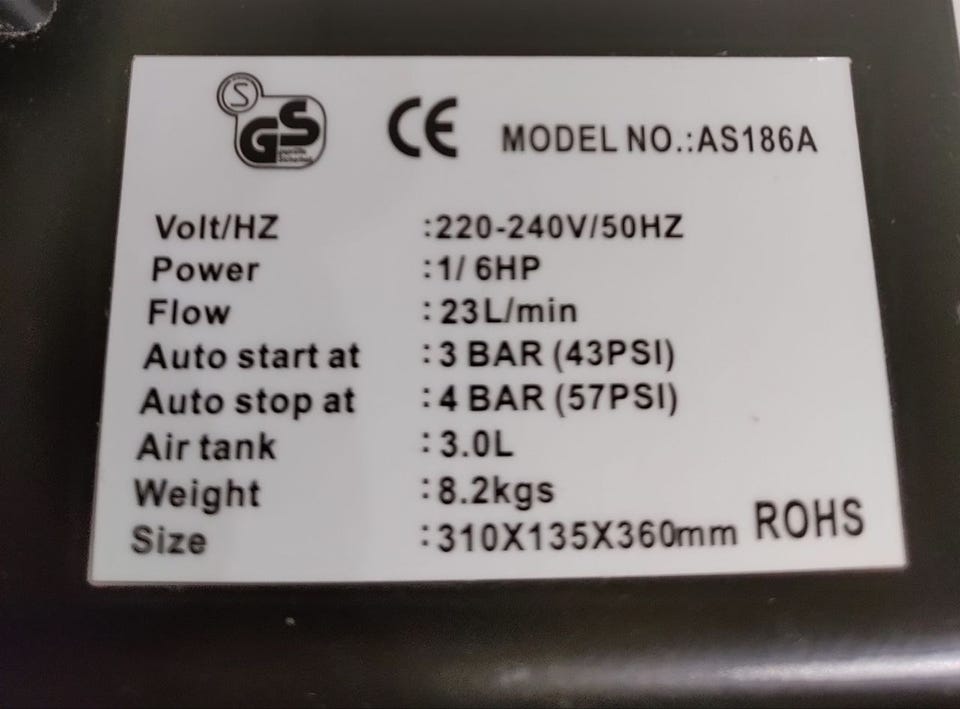 S
GS
geprüfte
Sicherheit
CE
MODEL NO.:AS186A
Volt/HZ :220-240V/50HZ
Power :1/ 6HP
Flow :23L/min
Auto start at :3 BAR (43PSI)
Auto stop at :4 BAR (57PSI)
Air tank :3.0L
Weight :8.2kgs
Size :310X135X360mm
ROHS